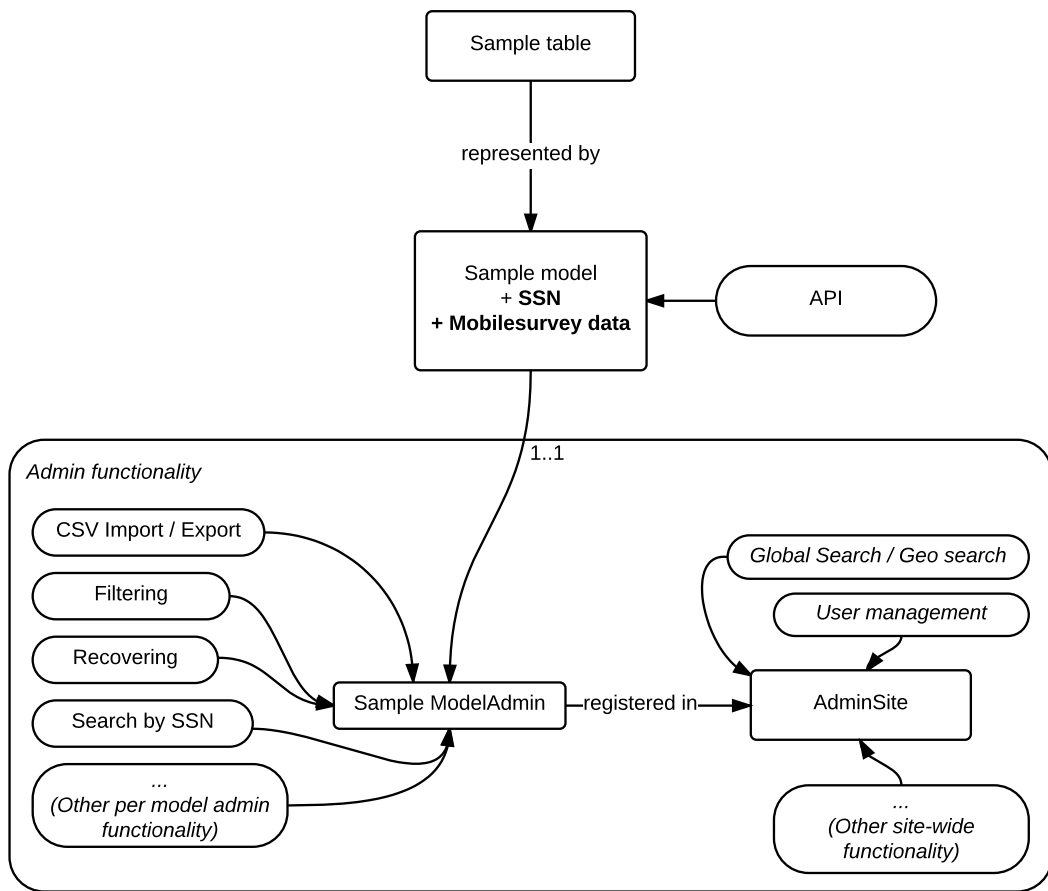 Sample table
represented by
Sample model
+ SSN
+ Mobilesurvey data
API
1..1
Admin functionality
CSV Import / Export
Filtering
Recovering
Search by SSN
...
(Other per model admin
functionality)
Sample ModelAdmin
registered in
Global Search / Geo search
User management
AdminSite
...
(Other site-wide
functionality)